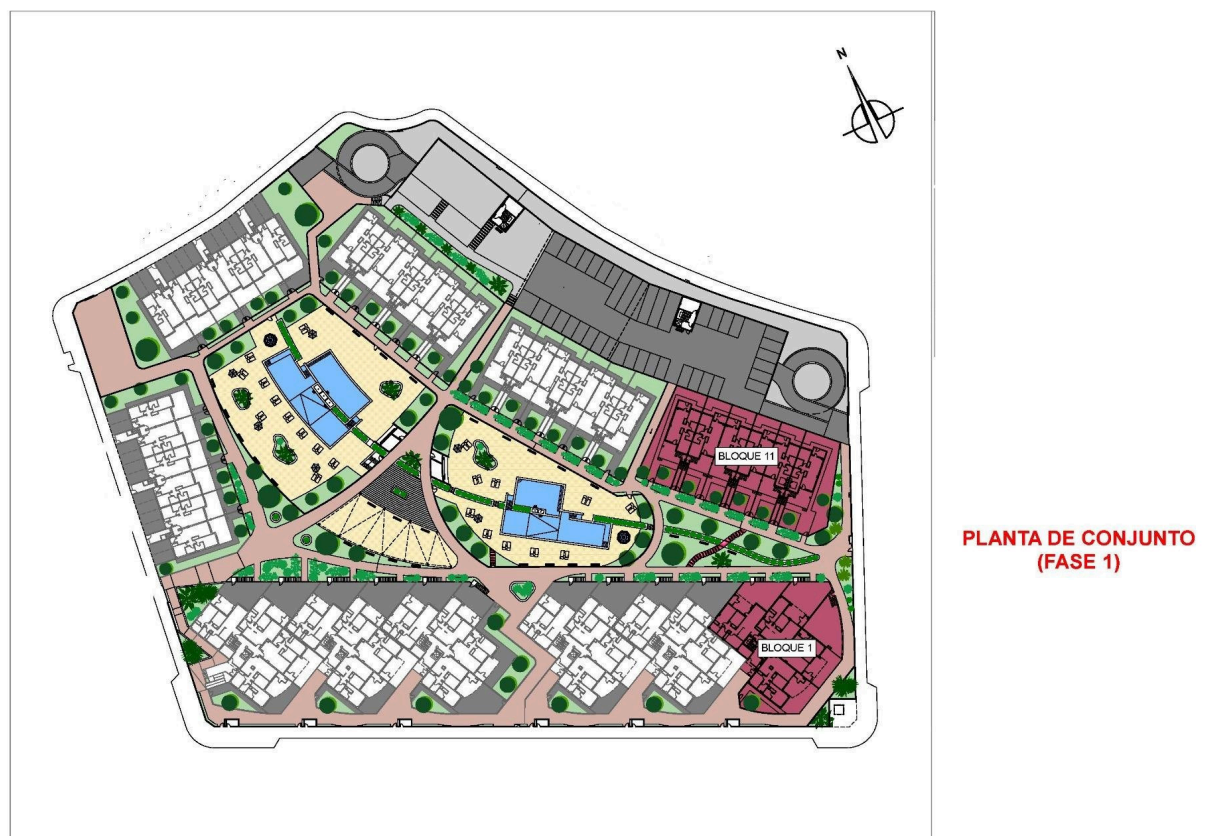 N
BLOQUE 11
PLANTA DE CONJUNTO
(FASE 1)
BLOQUE 1